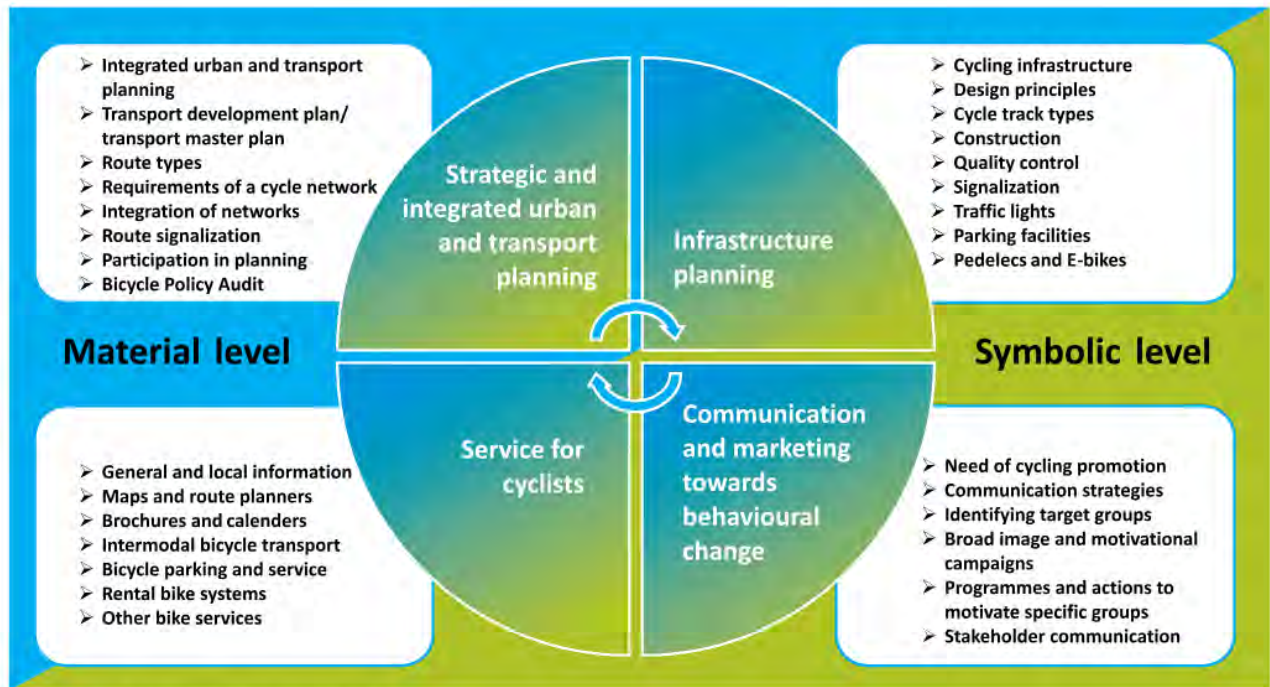 ➢ Integrated urban and transport
planning
➢ Transport development plan/
transport master plan
➢ Route types
➢ Requirements of a cycle network
➢ Integration of networks
➢ Route signalization
➢ Participation in planning
➢ Bicycle Policy Audit
Strategic and
integrated urban
and transport
planning
Infrastructure
planning
➢ Cycling infrastructure
➢ Design principles
➢ Cycle track types
➢ Construction
➢ Quality control
➢ Signalization
➢ Traffic lights
➢ Parking facilities
➢ Pedelecs and E-bikes
Material level
Symbolic level
➢ General and local information
➢ Maps and route planners
➢ Brochures and calenders
➢ Intermodal bicycle transport
➢ Bicycle parking and service
➢ Rental bike systems
➢ Other bike services
Service for
cyclists
Communication
and marketing
towards
behavioural
change
➢ Need of cycling promotion
➢ Communication strategies
➢ Identifying target groups
➢ Broad image and motivational
campaigns
➢ Programmes and actions to
motivate specific groups
➢ Stakeholder communication